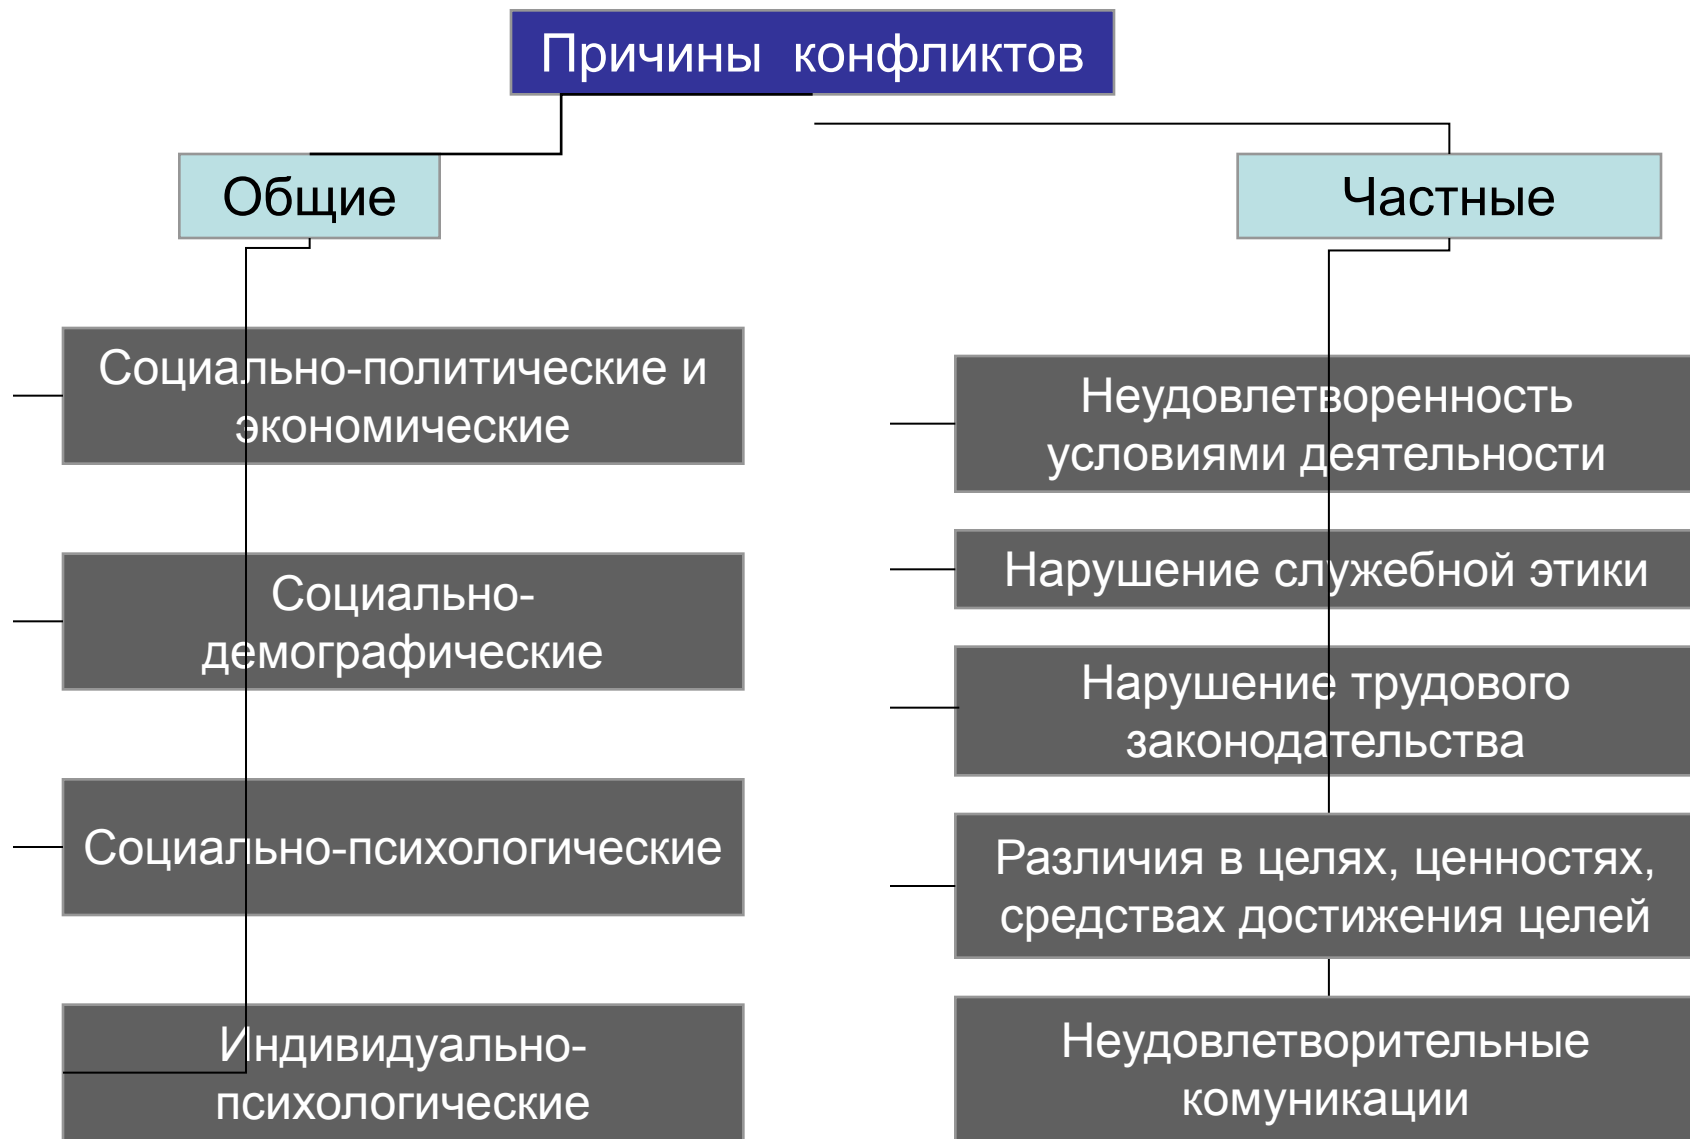 Причины конфликтов
Общие
Частные
Социально-политические и
экономические
Социально-
демографические
Социально-психологические
Индивидуально-
психологические
Неудовлетворенность
условиями деятельности
Нарушение служебной этики
Нарушение трудового
законодательства
Различия в целях, ценностях,
средствах достижения целей
Неудовлетворительные
комуникации